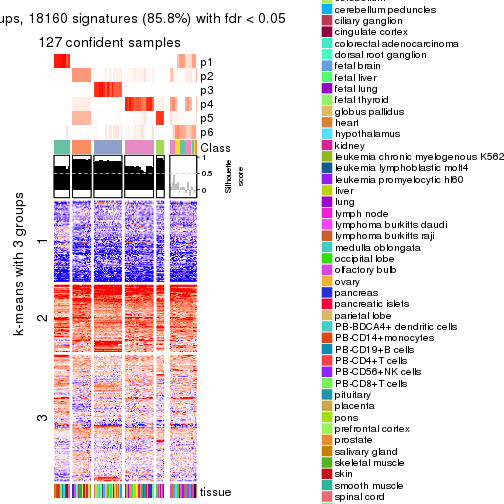 ups, 18160 signatures (85.8%) with fdr < 0.05
127 confident samples
p1
p2
p3
p4
p5
p6
Class
1
0.5
0
Silhouette
score
k-means with 3 groups
1
2
3
tissue
cerebellum peduncles
ciliary ganglion
cingulate cortex
colorectal adenocarcinoma
dorsal root ganglion
fetal brain
fetal liver
fetal lung
fetal thyroid
globus pallidus
heart
hypothalamus
kidney
leukemia chronic myelogenous K562
leukemia lymphoblastic molt4
leukemia promyelocytic hl60
liver
lung
lymph node
lymphoma burkitts daudi
lymphoma burkitts raji
medulla oblongata
occipital lobe
olfactory bulb
ovary
pancreas
pancreatic islets
parietal lobe
PB-BDCA4+ dendritic cells
PB-CD14+monocytes
PB-CD19+B cells
PB-CD4+T cells
PB-CD56+NK cells
PB-CD8+T cells
pituitary
placenta
pons
prefrontal cortex
prostate
salivary gland
skeletal muscle
skin
smooth muscle
spinal cord